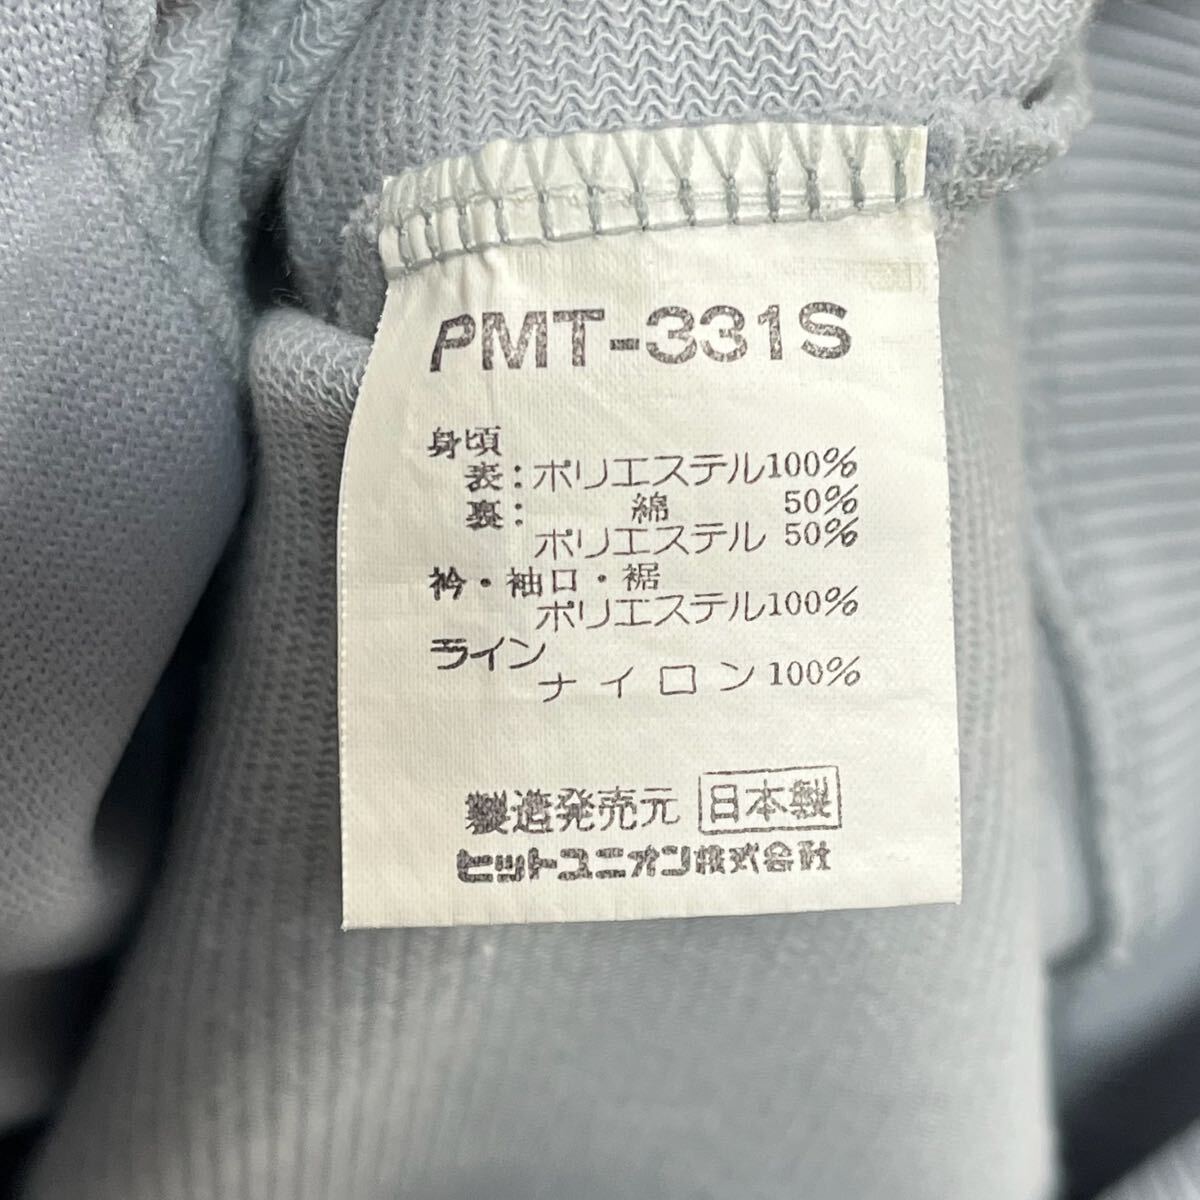 PMT-331S
身頃
表:ポリエステル100%
裏: 綿 50%
ポリエステル 50%
衿・袖口・裾
ポリエステル100%
ライン
ナイロン100%
製造発売元 日本製
ヒットユニオン株式会社